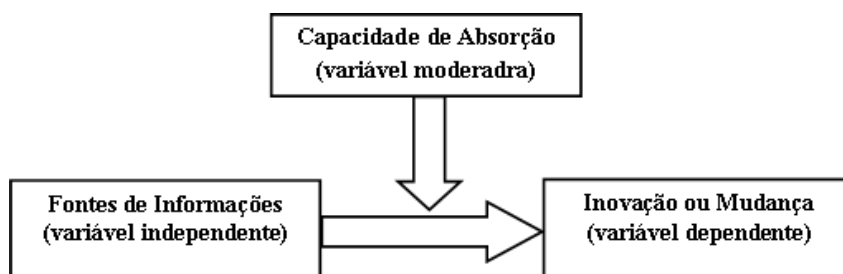 Capacidade de Absorção
(variável moderadra)
Fontes de Informações
(variável independente)
Inovação ou Mudança
(variável dependente)